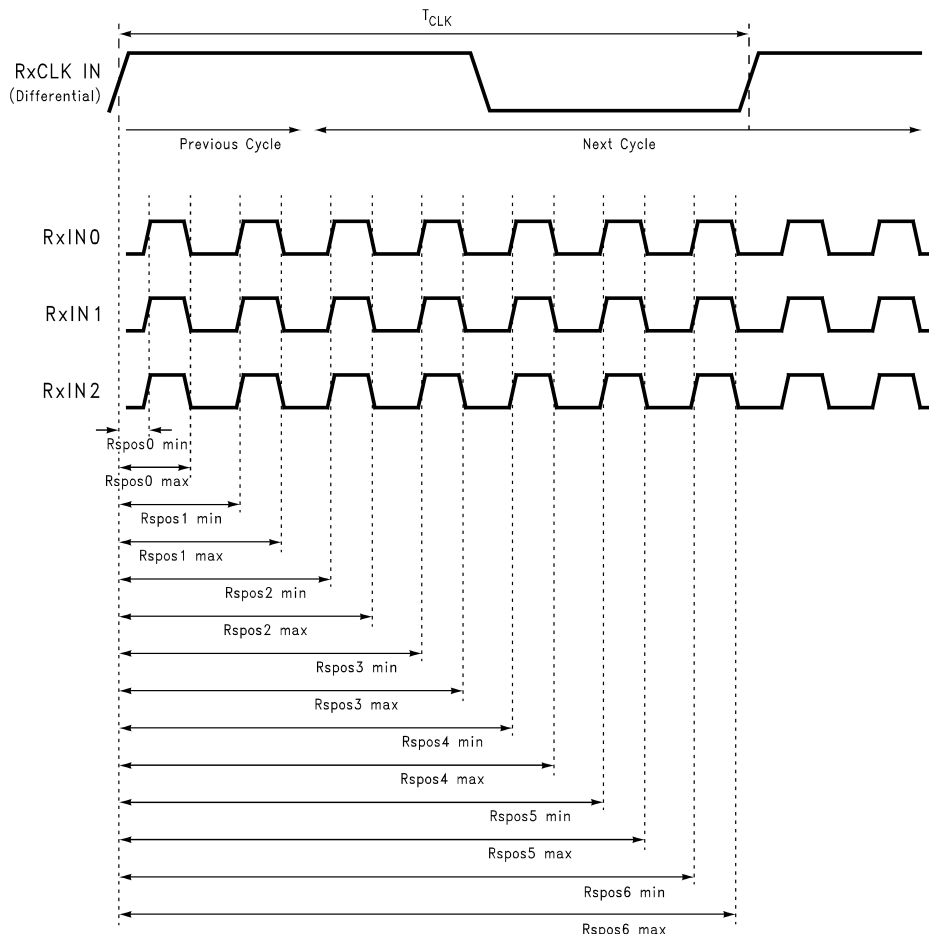 TCLK
RxCLK IN
(Differential)
Previous Cycle
Next Cycle
RxIN0
RxIN1
RxIN2
Rspos0 min
Rspos0 max
Rspos1 min
Rspos1 max
Rspos2 min
Rspos2 max
Rspos3 min
Rspos3 max
Rspos4 min
Rspos4 max
Rspos5 min
Rspos5 max
Rspos6 min
Rspos6 max